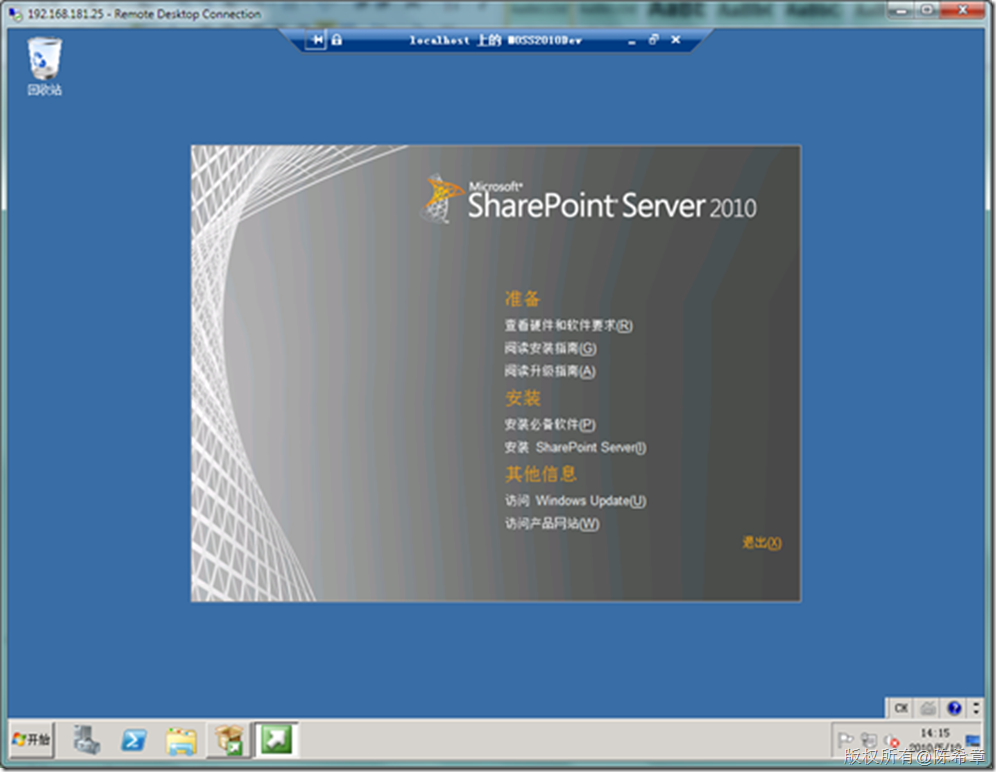 192.168.181.25 - Remote Desktop Connection
localhost 上的 MOSS2010Dev
回收站
Microsoft®
SharePoint Server 2010
准备
查看硬件和软件要求(R)
阅读安装指南(G)
阅读升级指南(A)
安装
安装必备软件(P)
安装 SharePoint Server(I)
其他信息
访问 Windows Update(U)
访问产品网站(W)
退出(X)
CH
开始
14:15
版权所有@陈希章